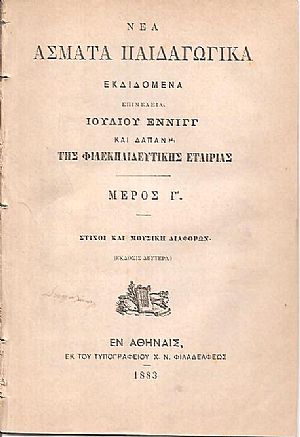 ΝΕΑ
ΑΣΜΑΤΑ ΠΑΙΔΑΓΩΓΙΚΑ
ΕΚΔΙΔΟΜΕΝΑ
ΕΠΙΜΕΛΕΙΑ
ΙΟΥΛΙΟΥ ΕΝΝΙΓΓ
ΚΑΙ ΔΑΠΑΝΗ
ΤΗΣ ΦΙΛΕΚΠΑΙΔΕΥΤΙΚΗΣ ΕΤΑΙΡΙΑΣ
ΜΕΡΟΣ Γ'.
ΣΤΙΧΟΙ ΚΑΙ ΜΟΥΣΙΚΗ ΔΙΑΦΟΡΩΝ.
(ΕΚΔΟΣΙΣ ΔΕΥΤΕΡΑ)
ΕΝ ΑΘΗΝΑΙΣ,
ΕΚ ΤΟΥ ΤΥΠΟΓΡΑΦΕΙΟΥ Χ. Ν. ΦΙΛΑΔΕΛΦΕΩΣ
1883